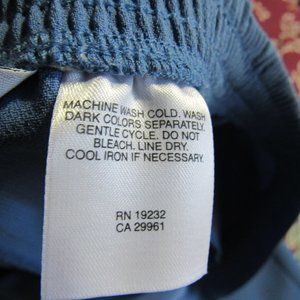 MACHINE WASH COLD. WASH
DARK COLORS SEPARATELY.
GENTLE CYCLE. DO NOT
BLEACH. LINE DRY.
COOL IRON IF NECESSARY.
RN 19232
CA 29961